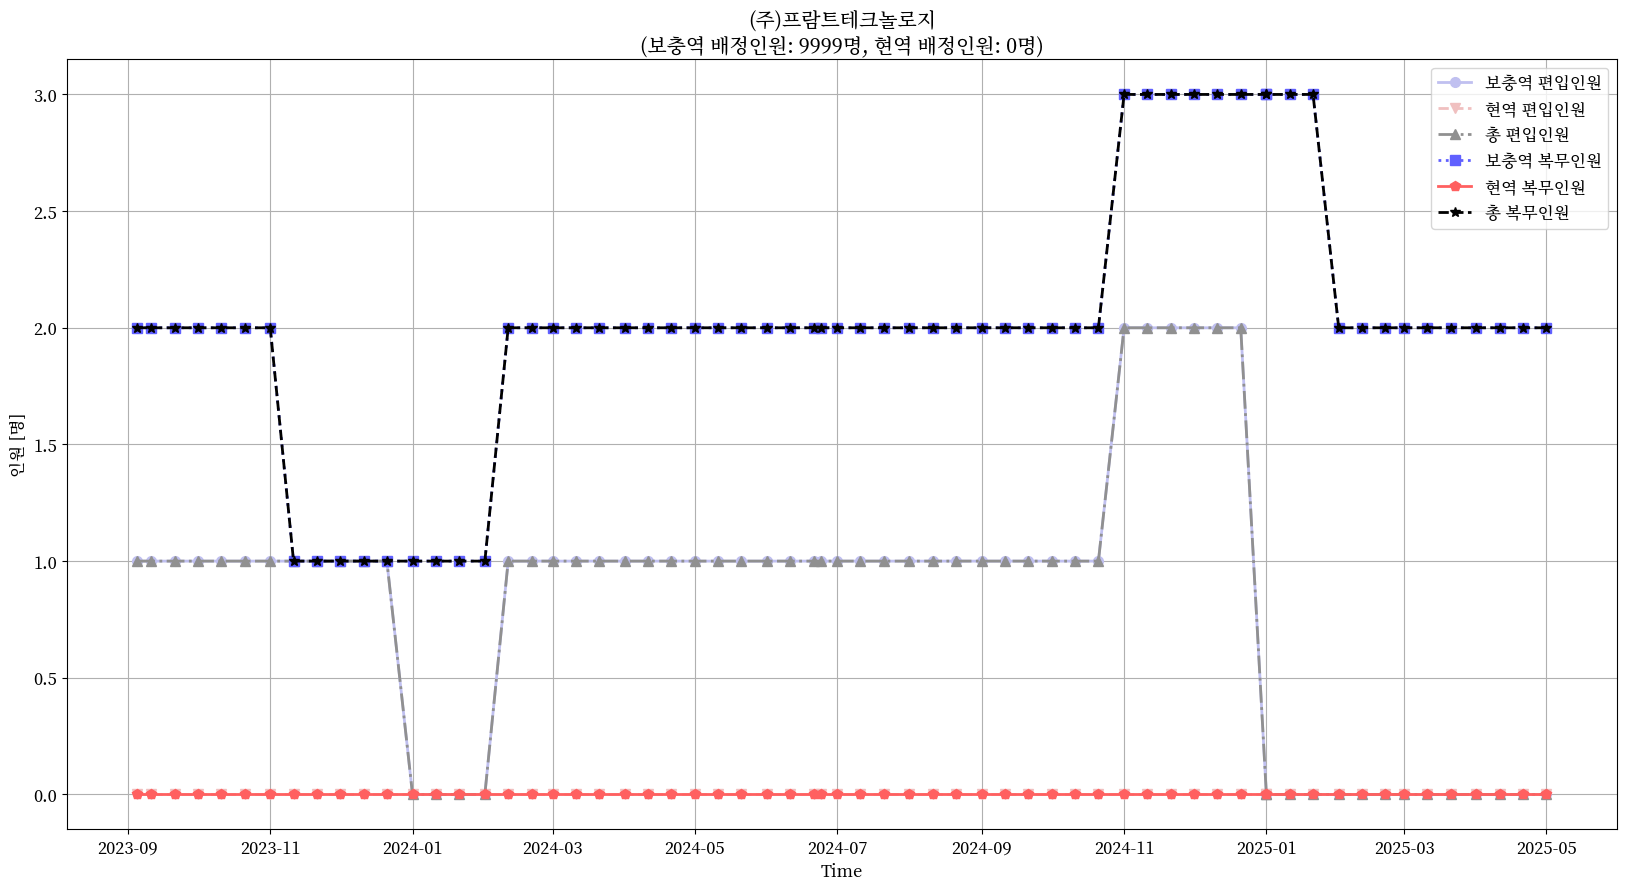 (주)프람트테크놀로지
(보충역 배정인원: 9999명, 현역 배정인원: 0명)
보충역 편입인원
현역 편입인원
총 편입인원
보충역 복무인원
현역 복무인원
총 복무인원
3.0
2.5
2.0
1.5
1.0
0.5
0.0
인원 [명]
2023-09
2023-11
2024-01
2024-03
2024-05
2024-07
2024-09
2024-11
2025-01
2025-03
2025-05
Time